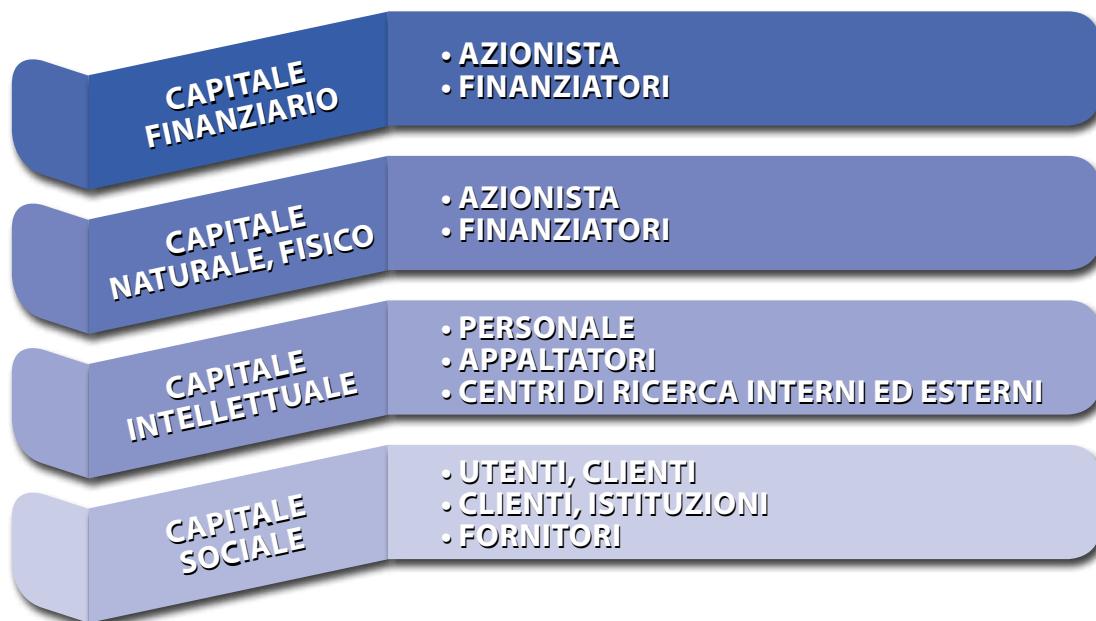 CAPITALE
FINANZIARIO
• AZIONISTA
• FINANZIATORI
CAPITALE
NATURALE, FISICO
• AZIONISTA
• FINANZIATORI
CAPITALE
INTELLETTUALE
• PERSONALE
• APPALTATORI
• CENTRI DI RICERCA INTERNI ED ESTERNI
CAPITALE
SOCIALE
• UTENTI, CLIENTI
• CLIENTI, ISTITUZIONI
• FORNITORI